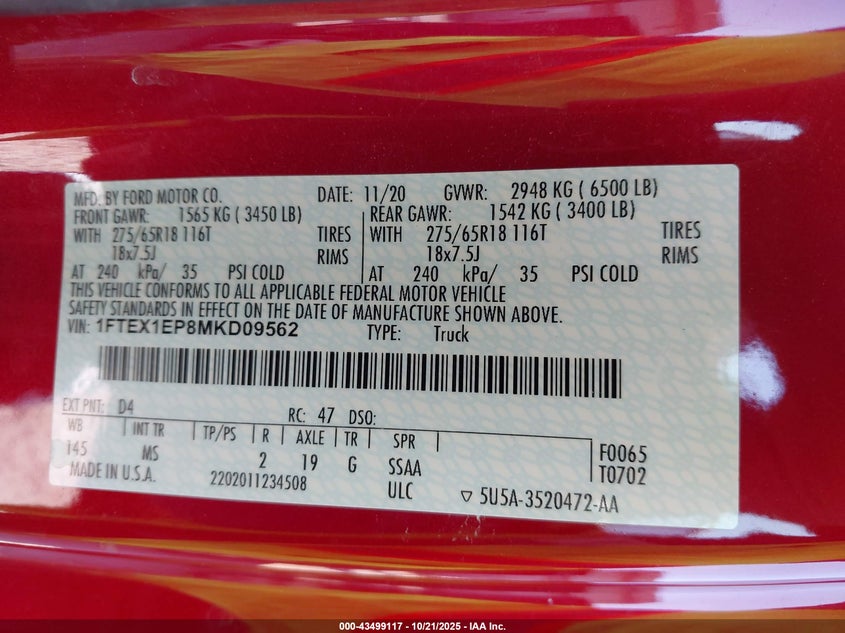 MFD. BY FORD MOTOR CO. DATE: 11/20 GVWR: 2948 KG ( 6500 LB)
FRONT GAWR: 1565 KG ( 3450 LB) REAR GAWR: 1542 KG ( 3400 LB)
WITH 275/65R18 116T TIRES WITH 275/65R18 116T TIRES
18x7.5J RIMS 18x7.5J RIMS
AT 240 kPa/ 35 PSI COLD AT 240 kPa/ 35 PSI COLD
THIS VEHICLE CONFORMS TO ALL APPLICABLE FEDERAL MOTOR VEHICLE
SAFETY STANDARDS IN EFFECT ON THE DATE OF MANUFACTURE SHOWN ABOVE.
VIN: 1FTEX1EP8MKD09562 TYPE: Truck
EXT PNT: D4 RC: 47 DSO:
WB INT TR TP/PS R AXLE TR SPR F0065
145 MS 2 19 G SSAA T0702
MADE IN U.S.A. 2202011234508 ULC ▽ 5U5A-3520472-AA
000-43499117 - 10/21/2025 - IAA Inc.